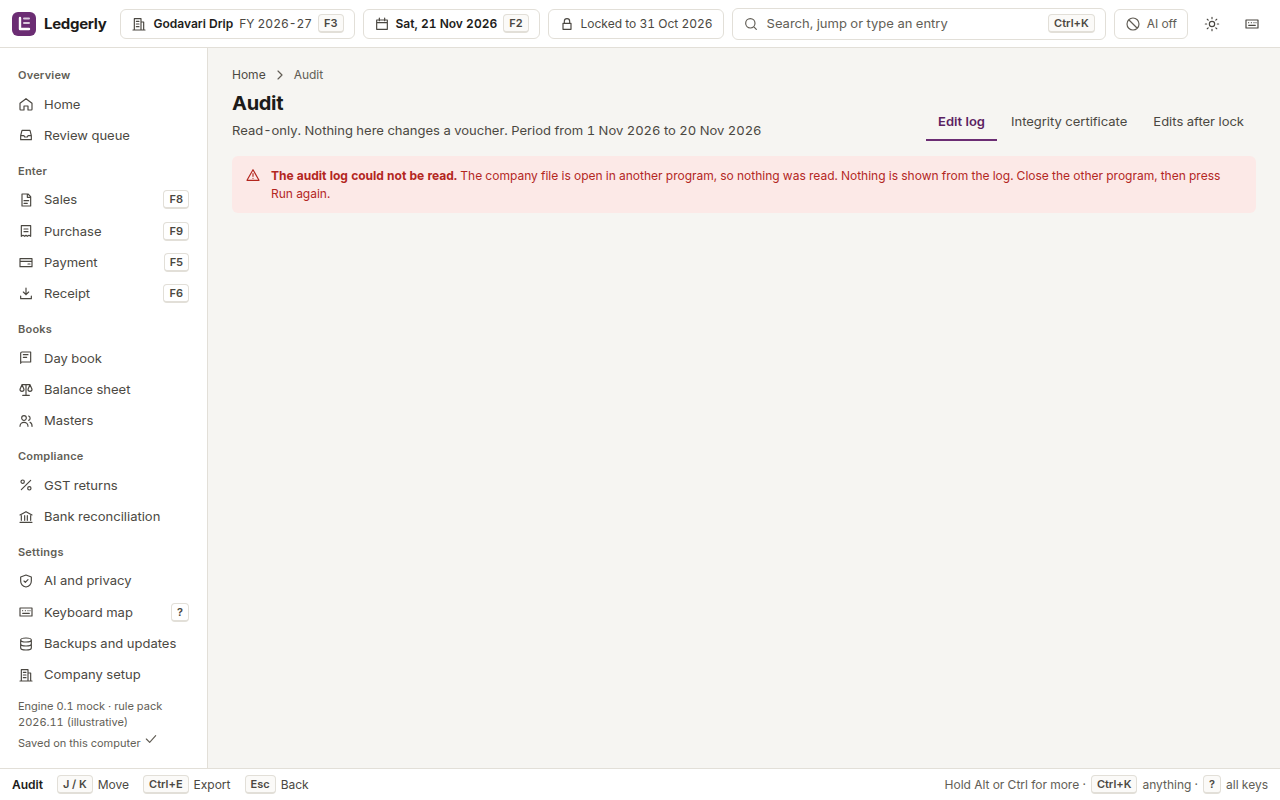 Ledgerly
Godavari Drip FY 2026-27 F3
Sat, 21 Nov 2026 F2
Locked to 31 Oct 2026
Search, jump or type an entry Ctrl+K
AI off
Overview
Home
Review queue
Enter
Sales F8
Purchase F9
Payment F5
Receipt F6
Books
Day book
Balance sheet
Masters
Compliance
GST returns
Bank reconciliation
Settings
AI and privacy
Keyboard map ?
Backups and updates
Company setup
Engine 0.1 mock · rule pack
2026.11 (illustrative)
Saved on this computer
Home > Audit
Audit
Read-only. Nothing here changes a voucher. Period from 1 Nov 2026 to 20 Nov 2026
Edit log Integrity certificate Edits after lock
The audit log could not be read. The company file is open in another program, so nothing was read. Nothing is shown from the log. Close the other program, then press
Run again.
Audit J / K Move Ctrl+E Export Esc Back
Hold Alt or Ctrl for more · Ctrl+K anything · ? all keys